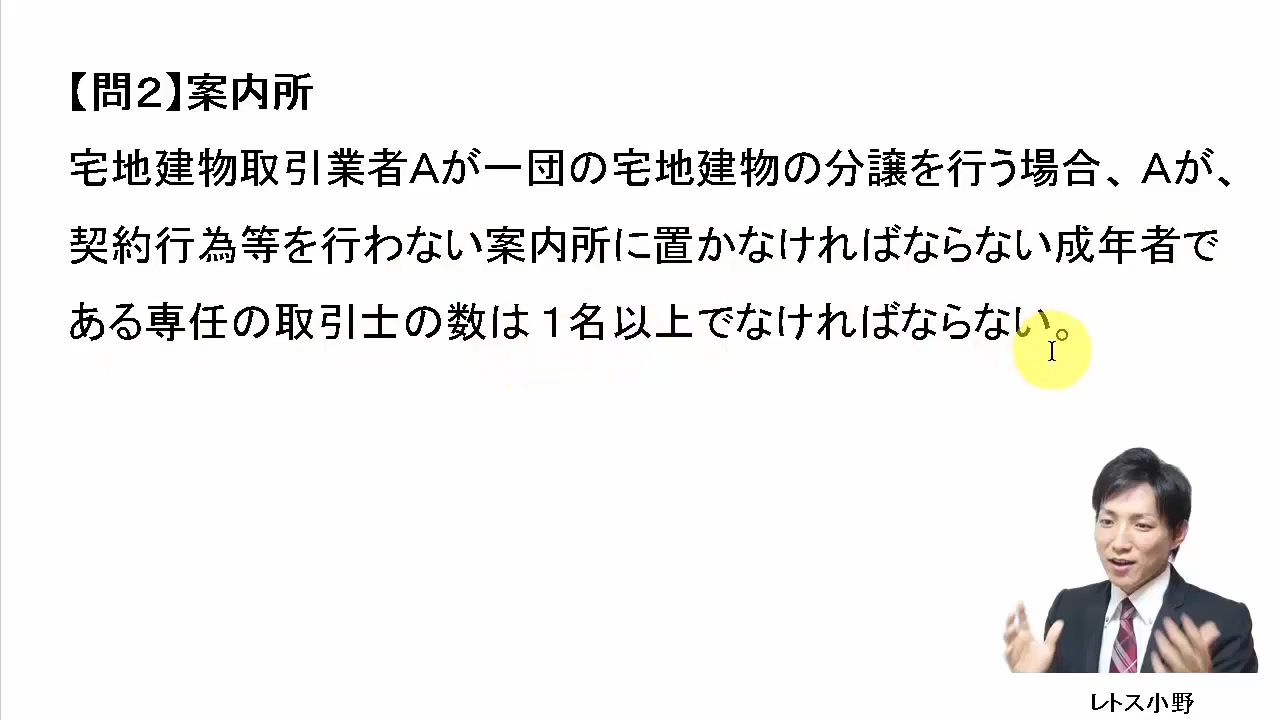 【問２】案内所
宅地建物取引業者Ａが一団の宅地建物の分譲を行う場合、Ａが、
契約行為等を行わない案内所に置かなければならない成年者で
ある専任の取引士の数は１名以上でなければならない。
レトス小野